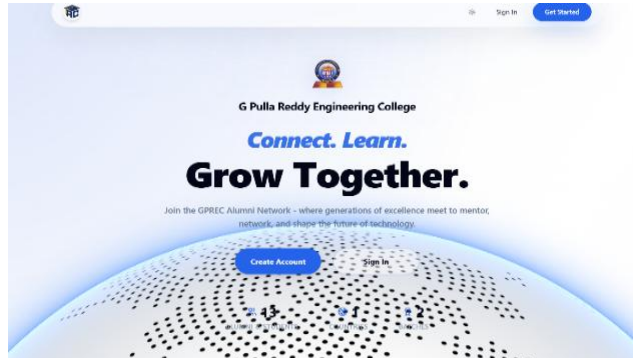 Sign In
Get Started
G Pulla Reddy Engineering College
Connect. Learn.
Grow Together.
Join the GPREC Alumni Network - where generations of excellence meet to mentor,
network, and shape the future of technology.
Create Account
Sign In
13
1
2